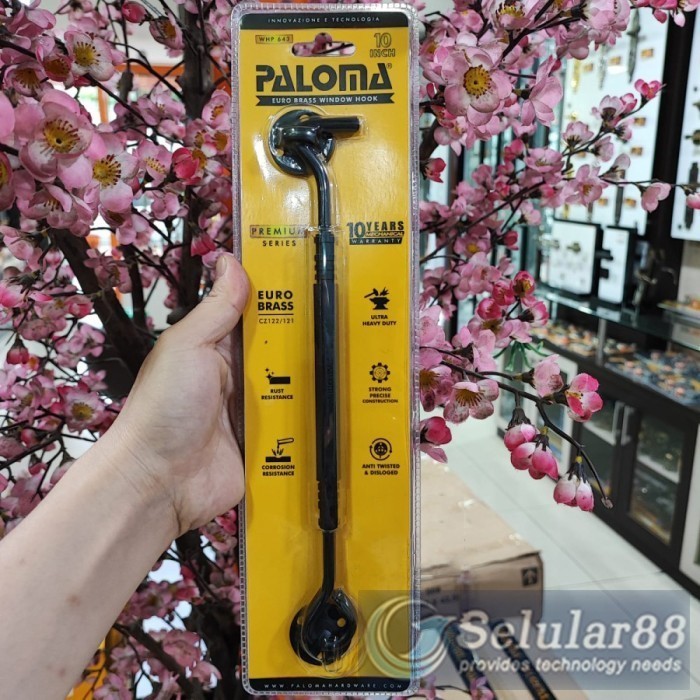 INNOVAZIONE E TECNOLOGIA
WHP 643
10
INCH
PALOMA®
EURO BRASS WINDOW HOOK
PREMIUM
SERIES
10 YEARS
MECHANICAL
WARRANTY
EURO
BRASS
CZ122/121
ULTRA
HEAVY DUTY
RUST
RESISTANCE
STRONG
PRECISE
CONSTRUCTION
CORROSION
RESISTANCE
ANTI TWISTED
& DISLOGED
WWW.PALOMAHARDWARE.COM
Selular88
provides technology needs